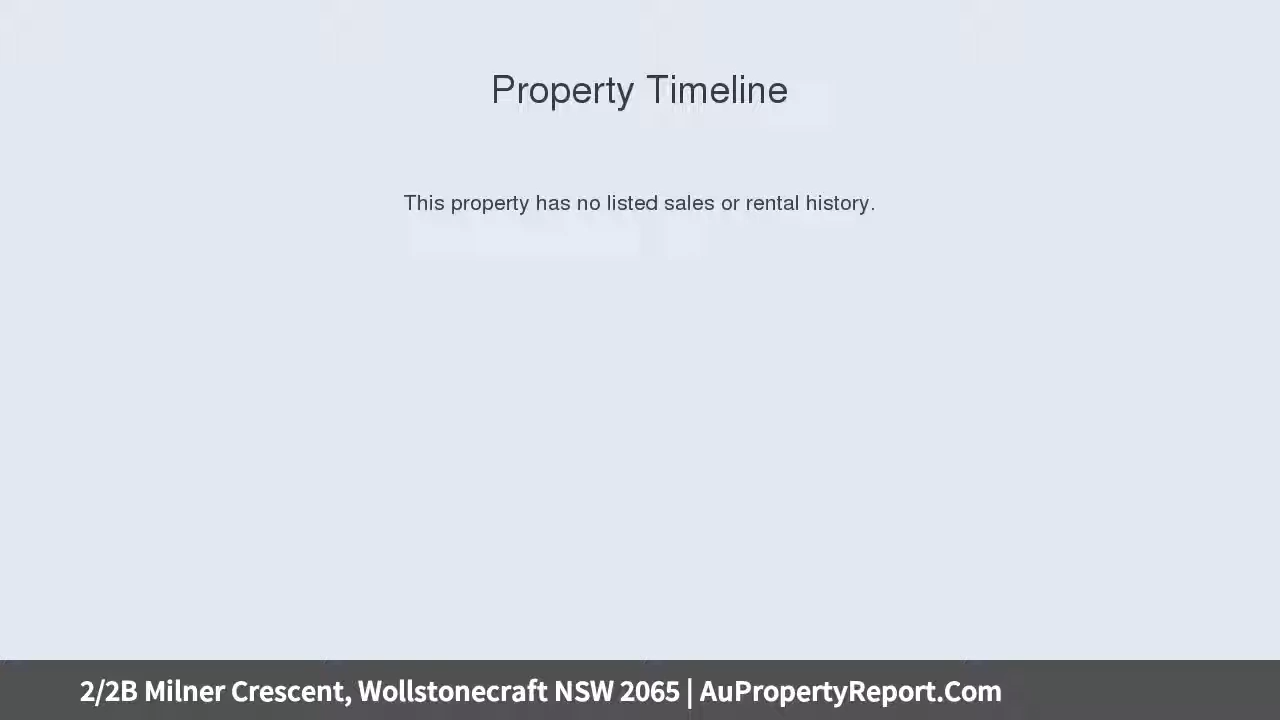 Property Timeline
This property has no listed sales or rental history.
2/2B Milner Crescent, Wollstonecraft NSW 2065 | AuPropertyReport.Com